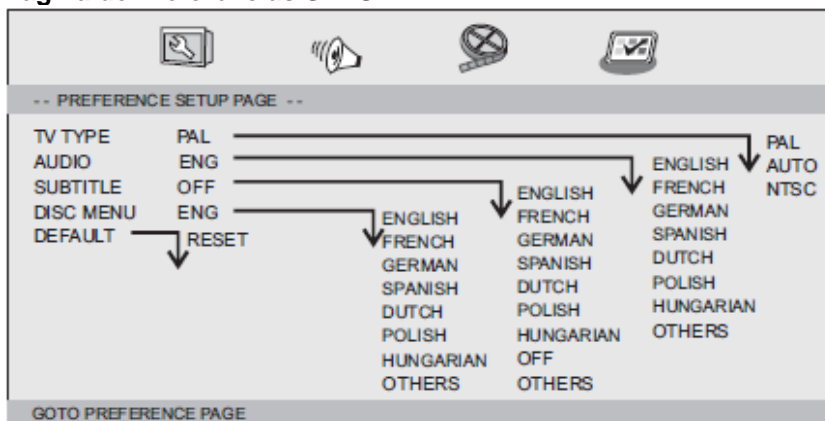 -- PREFERENCE SETUP PAGE --
TV TYPE PAL
AUDIO ENG
SUBTITLE OFF
DISC MENU ENG
DEFAULT RESET
ENGLISH
FRENCH
GERMAN
SPANISH
DUTCH
POLISH
HUNGARIAN
OTHERS
ENGLISH
FRENCH
GERMAN
SPANISH
DUTCH
POLISH
HUNGARIAN
OFF
OTHERS
ENGLISH
FRENCH
GERMAN
SPANISH
DUTCH
POLISH
HUNGARIAN
OTHERS
PAL
AUTO
NTSC
GOTO PREFERENCE PAGE